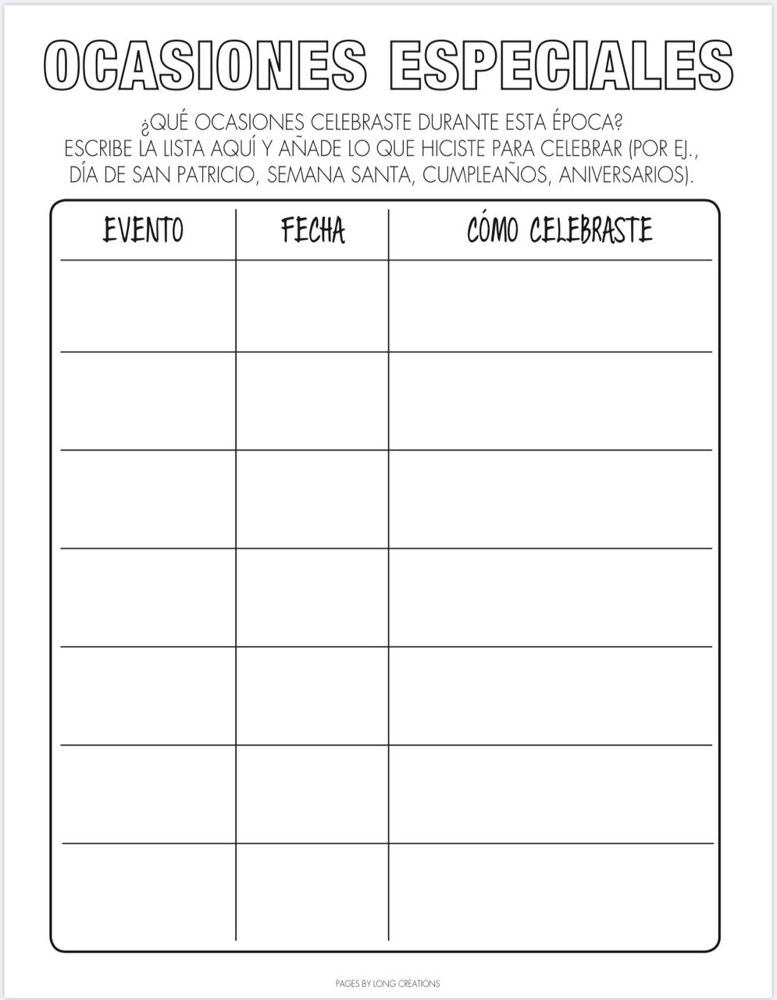 OCASIONES ESPECIALES
¿QUÉ OCASIONES CELEBRASTE DURANTE ESTA ÉPOCA?
ESCRIBE LA LISTA AQUÍ Y AÑADE LO QUE HICISTE PARA CELEBRAR (POR EJ.,
DÍA DE SAN PATRICIO, SEMANA SANTA, CUMPLEAÑOS, ANIVERSARIOS).
EVENTO FECHA CÓMO CELEBRASTE
PAGES BY LONG CREATIONS